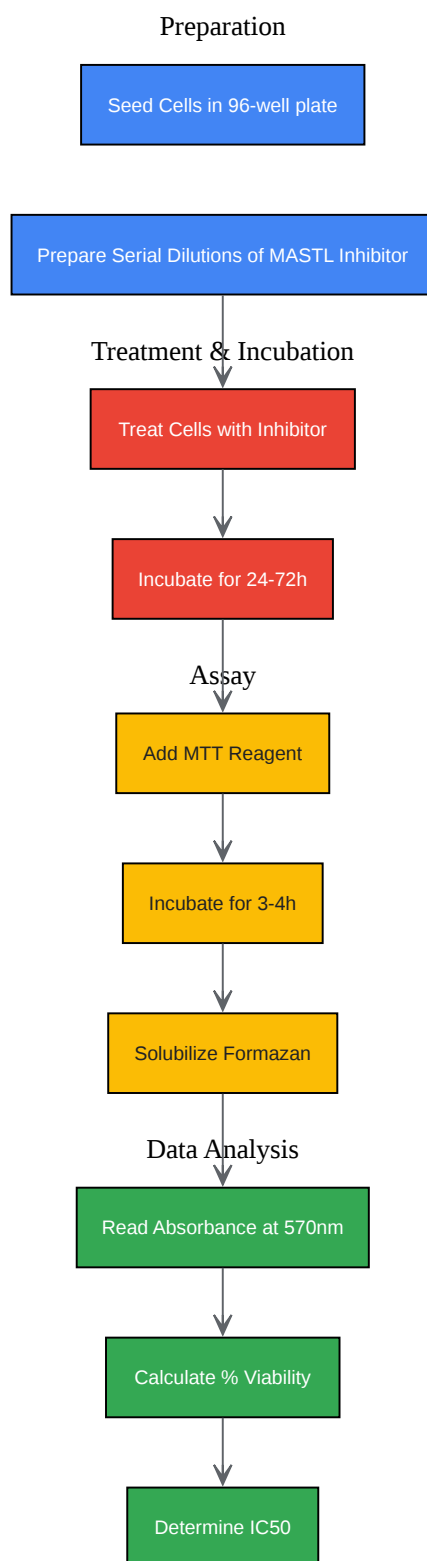 Preparation
Seed Cells in 96-well plate
Prepare Serial Dilutions of MASTL Inhibitor
Treatment & Incubation
Treat Cells with Inhibitor
Incubate for 24-72h
Assay
Add MTT Reagent
Incubate for 3-4h
Solubilize Formazan
Data Analysis
Read Absorbance at 570nm
Calculate % Viability
Determine IC50